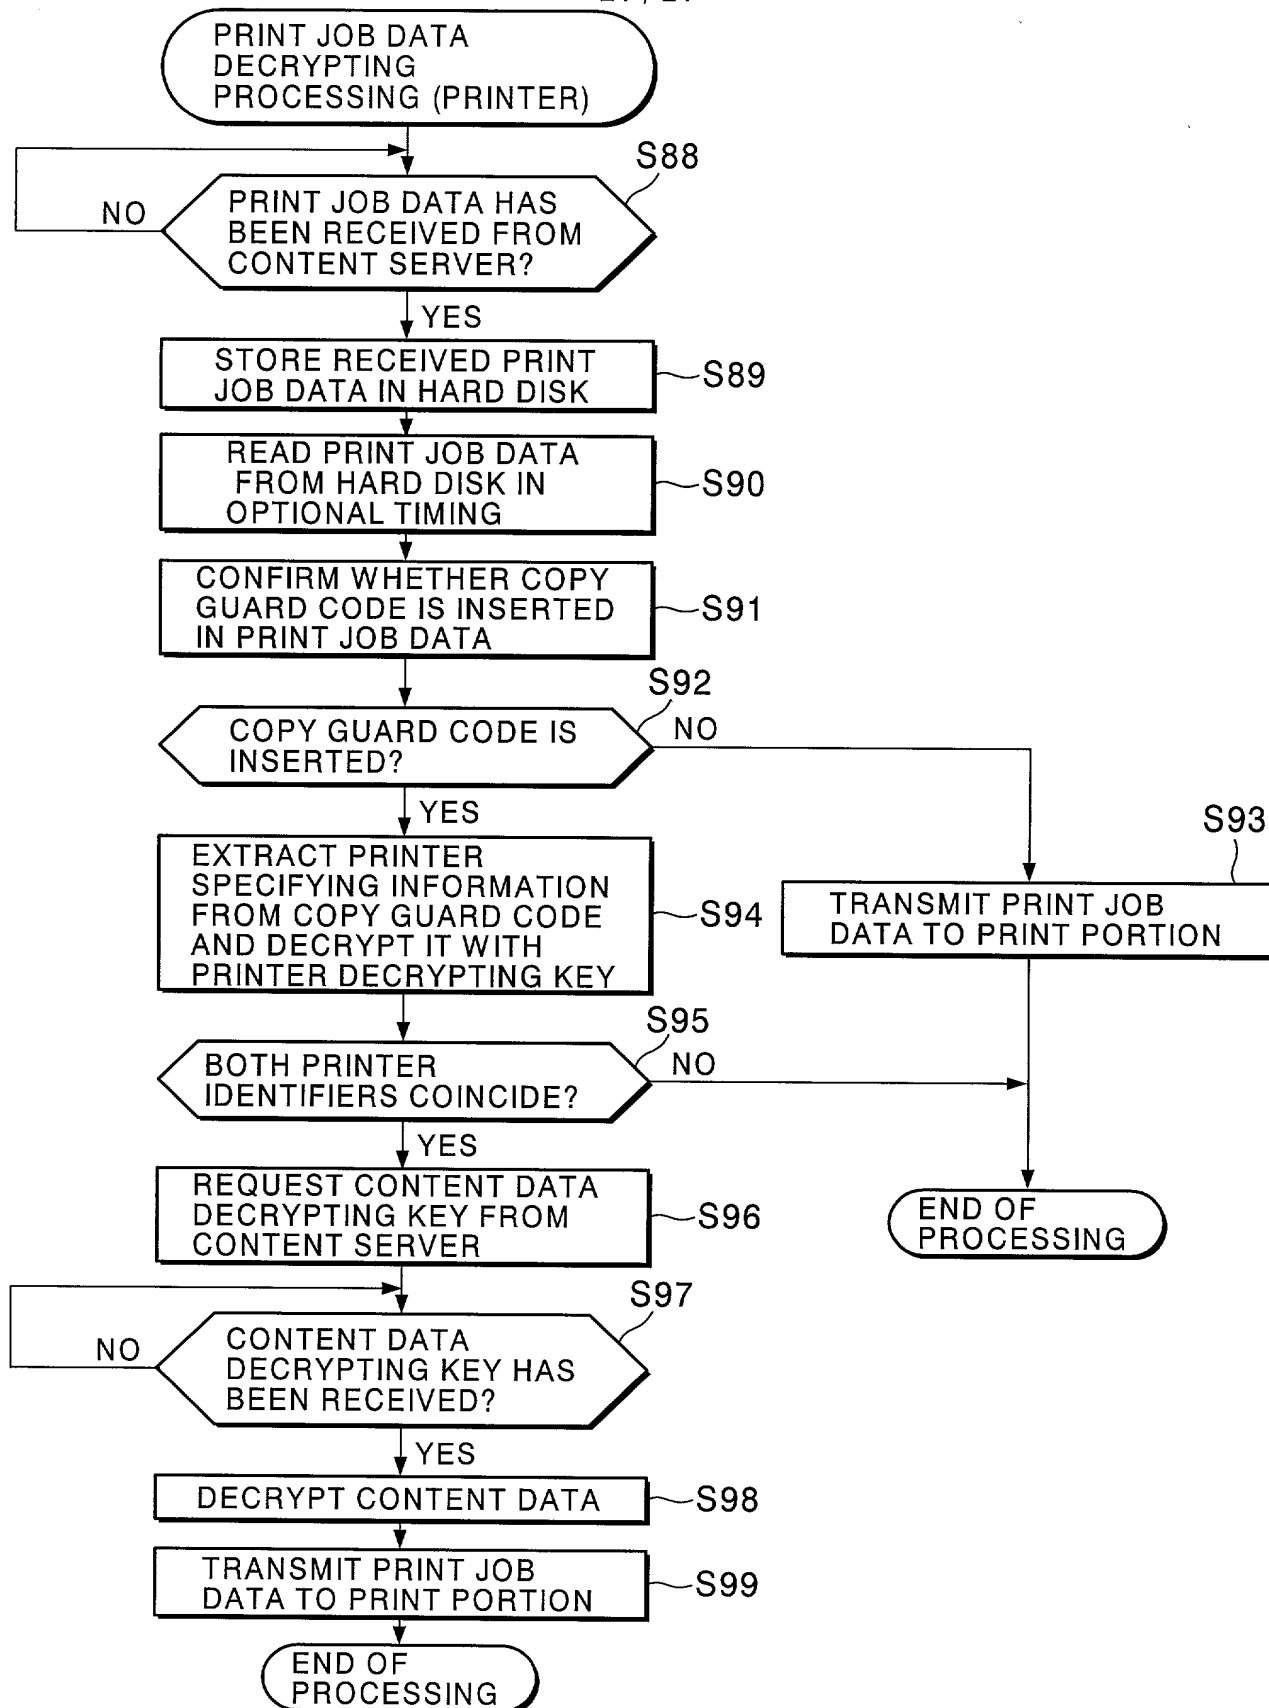 PRINT JOB DATA
DECRYPTING
PROCESSING (PRINTER)
S88
PRINT JOB DATA HAS
BEEN RECEIVED FROM
CONTENT SERVER?
NO
YES
STORE RECEIVED PRINT
JOB DATA IN HARD DISK
S89
READ PRINT JOB DATA
FROM HARD DISK IN
OPTIONAL TIMING
S90
CONFIRM WHETHER COPY
GUARD CODE IS INSERTED
IN PRINT JOB DATA
S91
S92
COPY GUARD CODE IS
INSERTED?
NO
YES
S93
TRANSMIT PRINT JOB
DATA TO PRINT PORTION
EXTRACT PRINTER
SPECIFYING INFORMATION
FROM COPY GUARD CODE
AND DECRYPT IT WITH
PRINTER DECRYPTING KEY
S94
S95
BOTH PRINTER
IDENTIFIERS COINCIDE?
NO
YES
REQUEST CONTENT DATA
DECRYPTING KEY FROM
CONTENT SERVER
S96
END OF
PROCESSING
S97
CONTENT DATA
DECRYPTING KEY HAS
BEEN RECEIVED?
NO
YES
DECRYPT CONTENT DATA
S98
TRANSMIT PRINT JOB
DATA TO PRINT PORTION
S99
END OF
PROCESSING